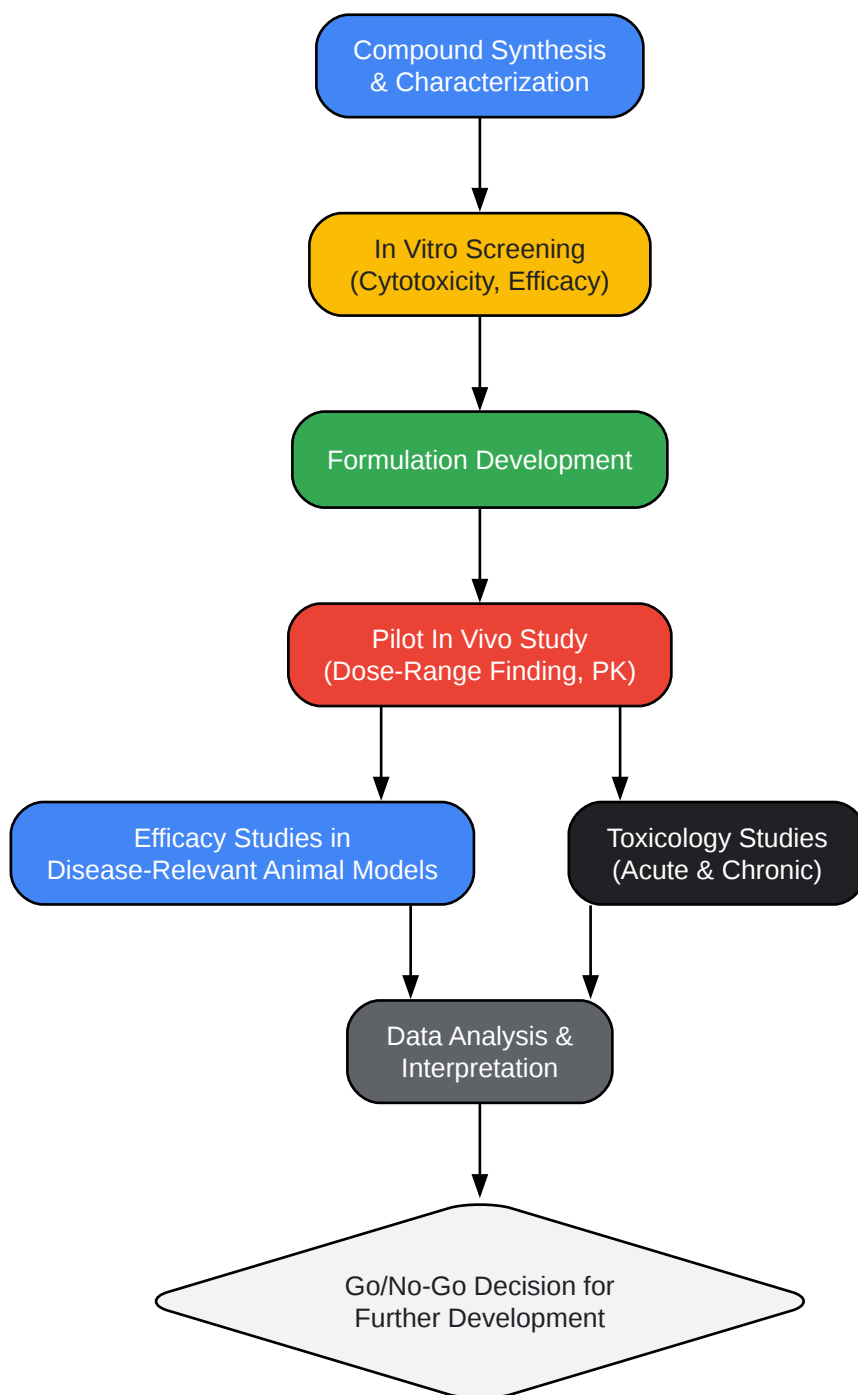 Compound Synthesis
& Characterization
In Vitro Screening
(Cytotoxicity, Efficacy)
Formulation Development
Pilot In Vivo Study
(Dose-Range Finding, PK)
Efficacy Studies in
Disease-Relevant Animal Models
Toxicology Studies
(Acute & Chronic)
Data Analysis &
Interpretation
Go/No-Go Decision for
Further Development